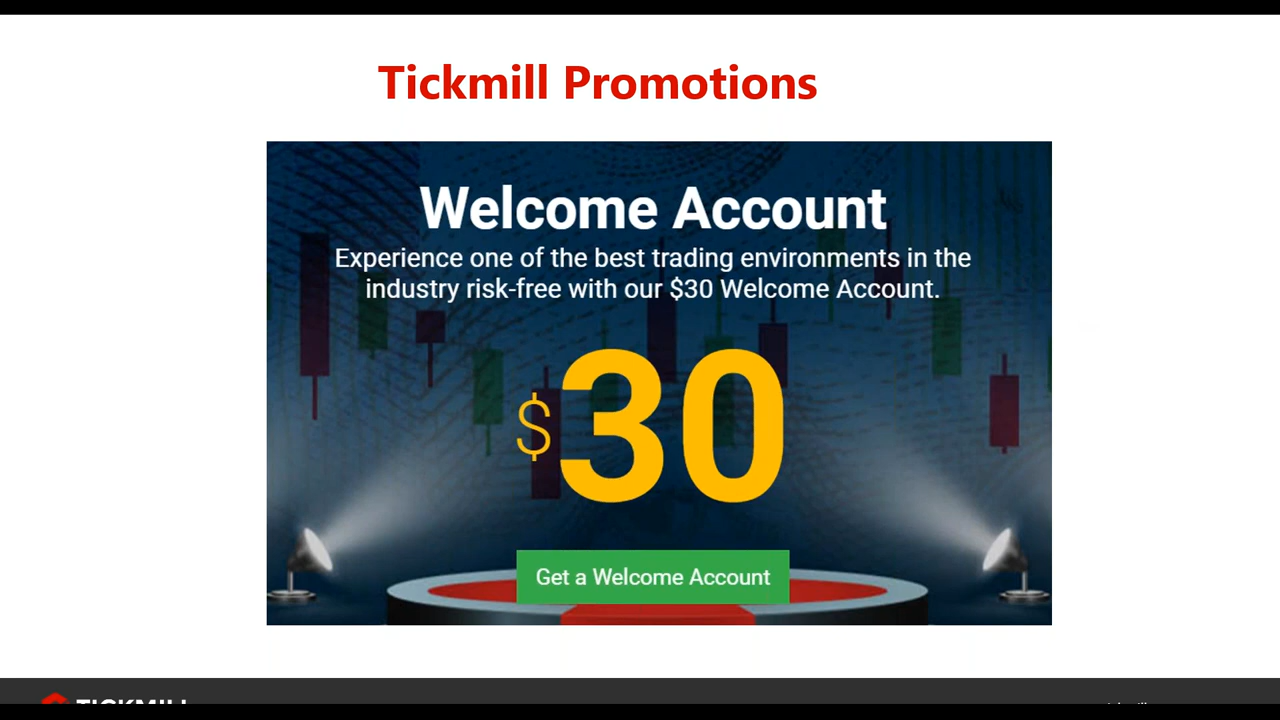 Tickmill Promotions
Welcome Account
Experience one of the best trading environments in the
industry risk-free with our $30 Welcome Account.
$30
Get a Welcome Account
TICKMILL